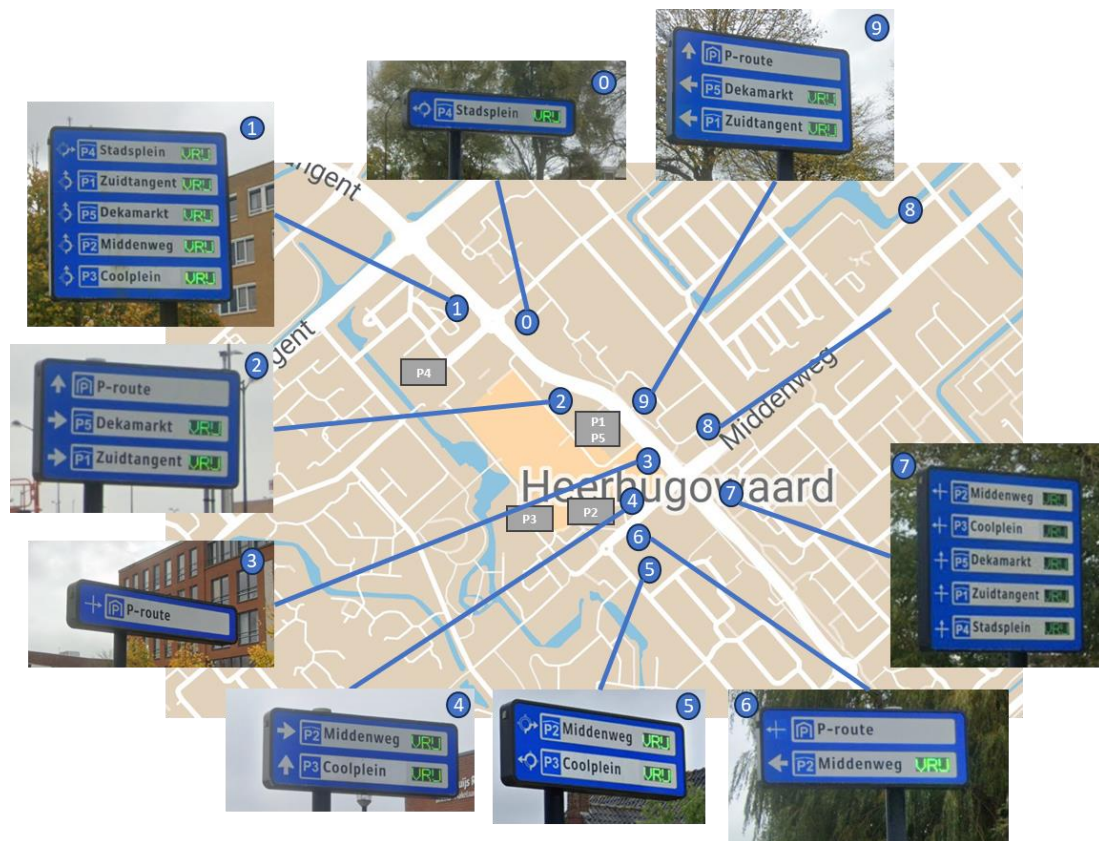 1
P4 Stadsplein VRIJ
P1 Zuidtangent VRIJ
P5 Dekamarkt VRIJ
P2 Middenweg VRIJ
P3 Coolplein VRIJ
0
P4 Stadsplein VRIJ
9
P P-route
P5 Dekamarkt VRIJ
P1 Zuidtangent VRIJ
2
P P-route
P5 Dekamarkt VRIJ
P1 Zuidtangent VRIJ
angent
gent
8
1
0
P4
2
9
P1
P5
8
Middenweg
3
Heerhugowaard
7
4
P3
P2
6
5
3
P P-route
7
P2 Middenweg VRIJ
P3 Coolplein VRIJ
P5 Dekamarkt VRIJ
P1 Zuidtangent VRIJ
P4 Stadsplein VRIJ
4
P2 Middenweg VRIJ
P3 Coolplein VRIJ
5
P2 Middenweg VRIJ
P3 Coolplein VRIJ
6
P P-route
P2 Middenweg VRIJ